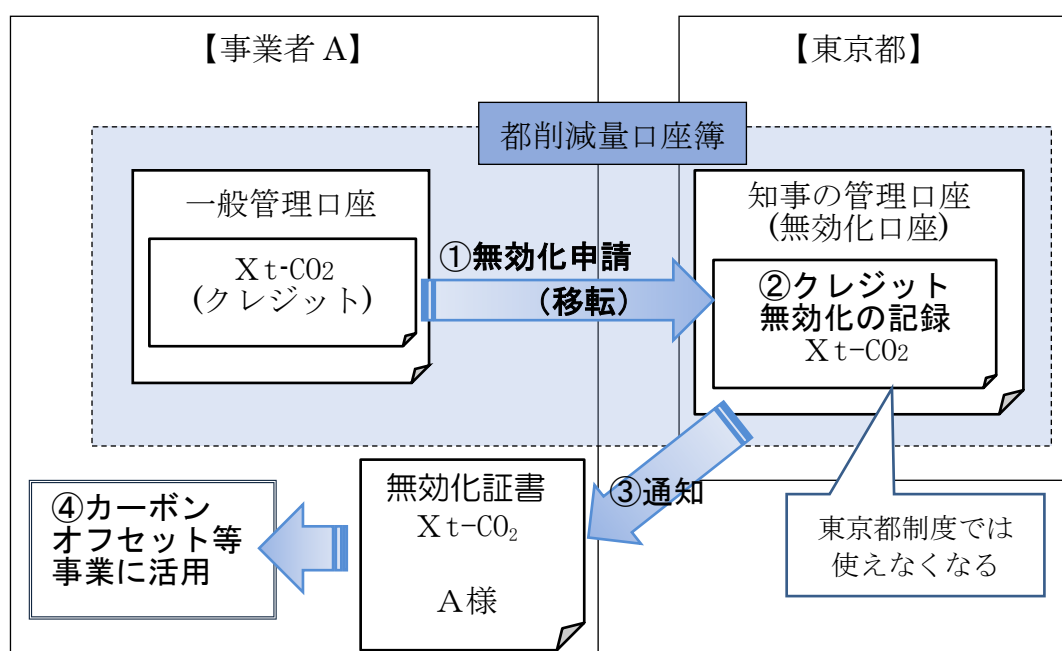 【事業者 A】
【東京都】
都削減量口座簿
一般管理口座
Ｘt-CO2
(クレジット)
①無効化申請
（移転）
知事の管理口座
(無効化口座)
②クレジット
無効化の記録
Ｘt−CO2
③通知
無効化証書
Ｘt−CO₂
Ａ様
④カーボン
オフセット等
事業に活用
東京都制度では
使えなくなる